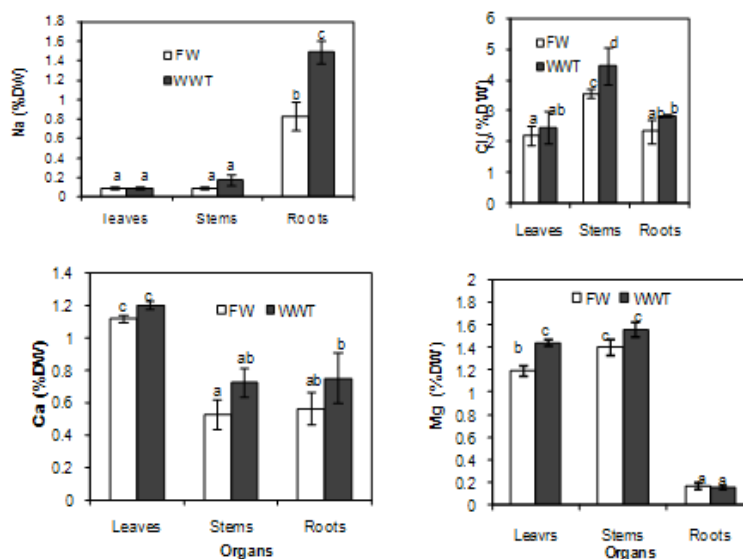 Na (%DW)
1.8
1.6
1.4
1.2
1
0.8
0.6
0.4
0.2
0
FW
WWT
a a a a b c
leaves Stems Roots
Cl (%DW)
6
5
4
3
2
1
0
FW
WWT
a ab c d ab b
Leaves Stems Roots
Ca (%DW)
1.4
1.2
1
0.8
0.6
0.4
0.2
0
FW WWT
c c a ab ab b
Leaves Stems Roots
Organs
Mg (%DW)
2
1.8
1.6
1.4
1.2
1
0.8
0.6
0.4
0.2
0
FW WWT
b c c c a a
Leavrs Stems Roots
Organs